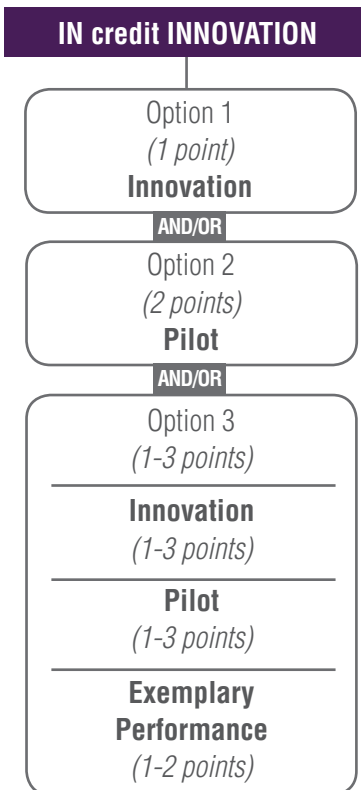 IN credit INNOVATION
Option 1
(1 point)
Innovation
AND/OR
Option 2
(2 points)
Pilot
AND/OR
Option 3
(1-3 points)
Innovation
(1-3 points)
Pilot
(1-3 points)
Exemplary
Performance
(1-2 points)